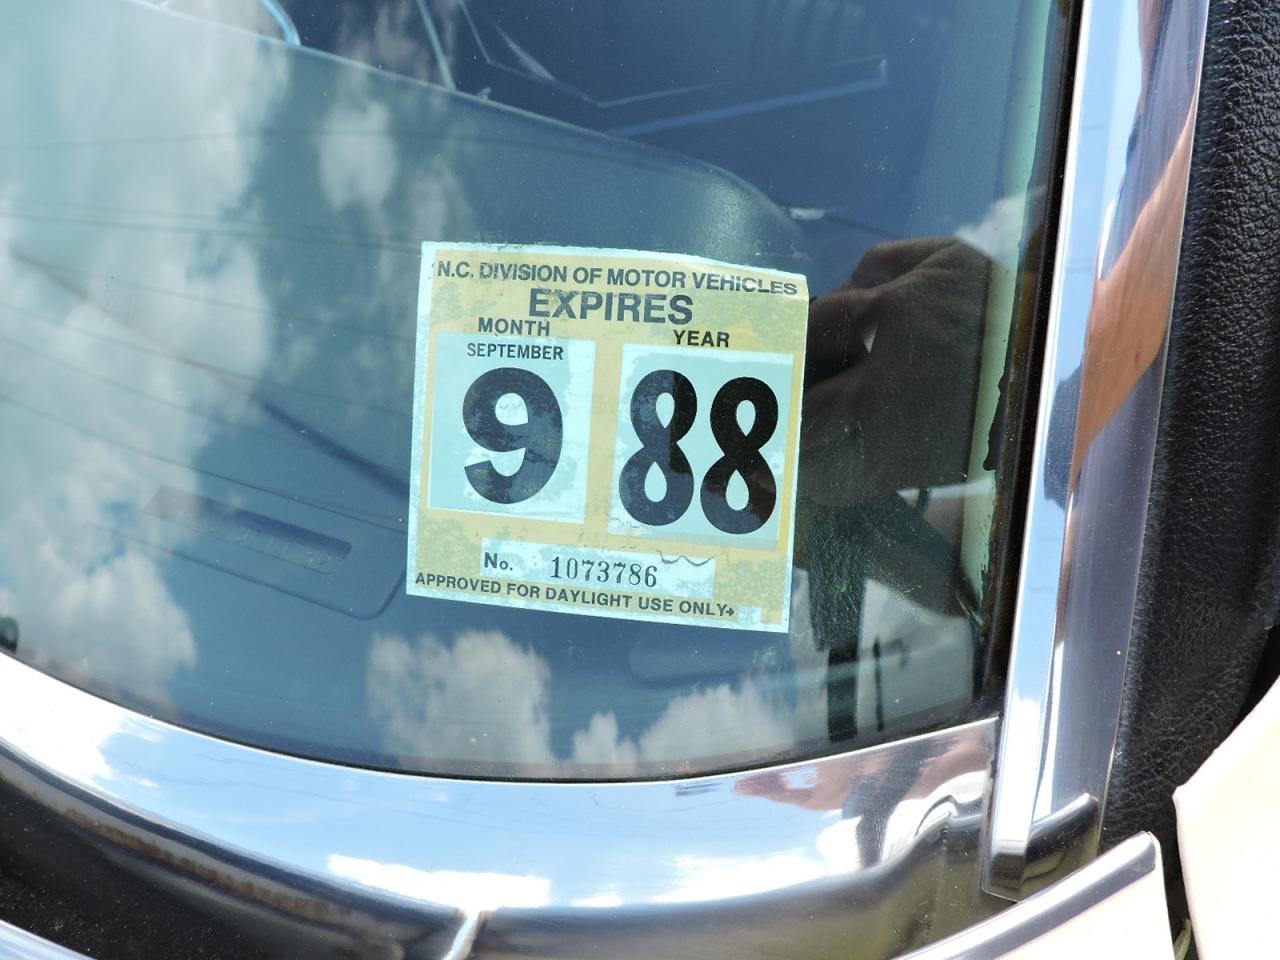 N.C. DIVISION OF MOTOR VEHICLES
EXPIRES
MONTH YEAR
SEPTEMBER
9 88
No. 1073786
APPROVED FOR DAYLIGHT USE ONLY→